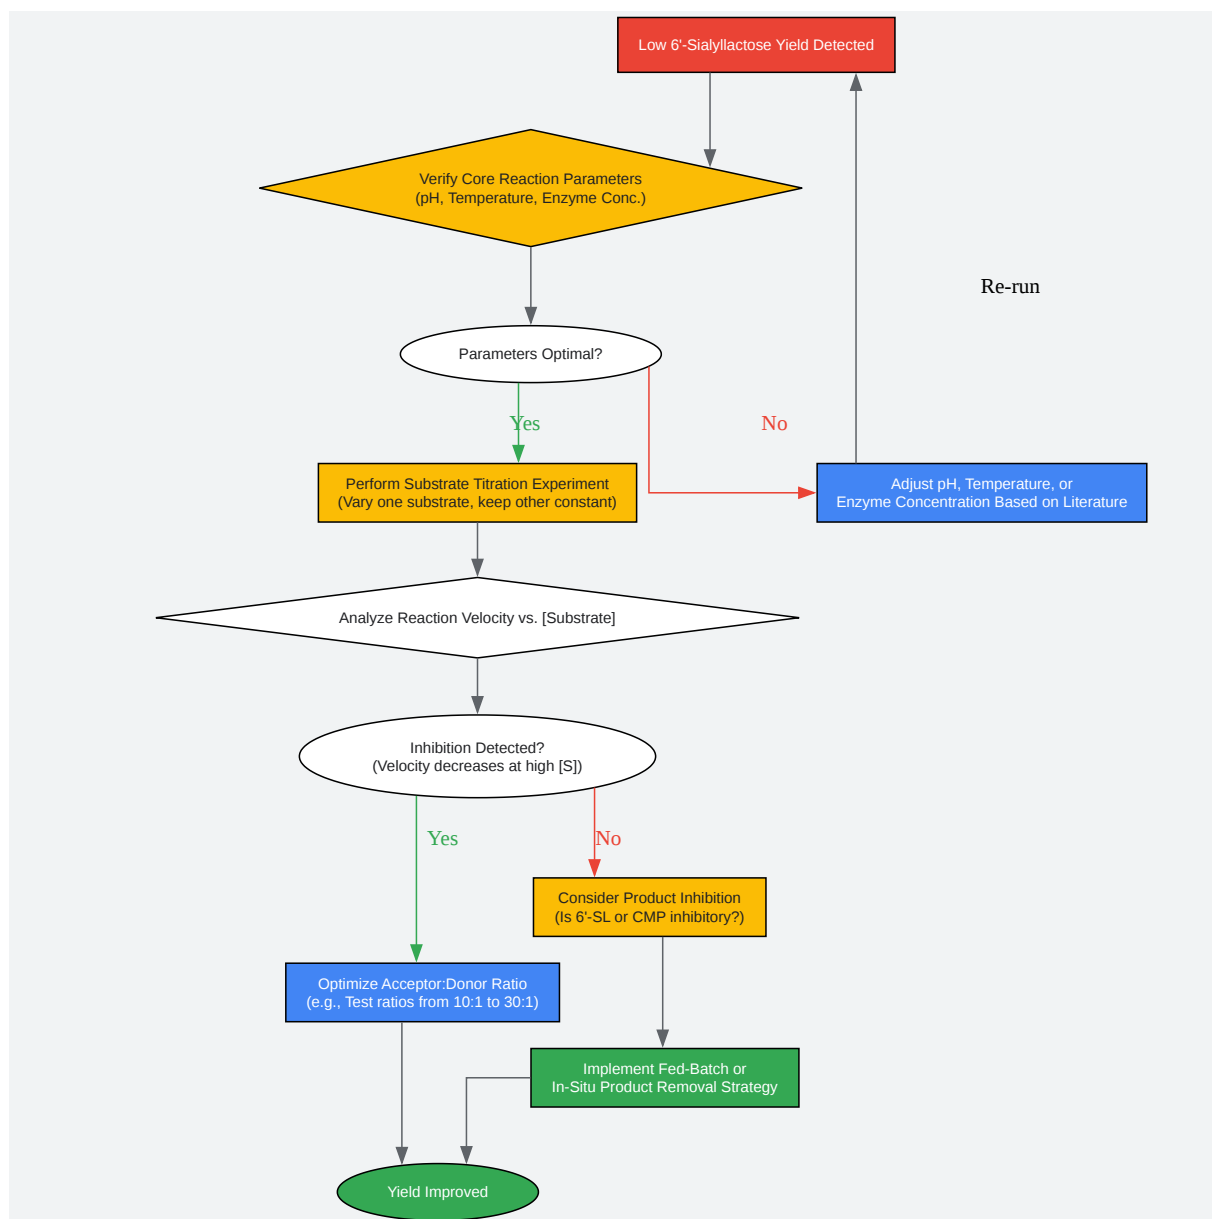 Low 6'-Sialyllactose Yield Detected
Verify Core Reaction Parameters
(pH, Temperature, Enzyme Conc.)
Re-run
Parameters Optimal?
Yes
No
Perform Substrate Titration Experiment
(Vary one substrate, keep other constant)
Adjust pH, Temperature, or
Enzyme Concentration Based on Literature
Analyze Reaction Velocity vs. [Substrate]
Inhibition Detected?
(Velocity decreases at high [S])
Yes
No
Consider Product Inhibition
(Is 6'-SL or CMP inhibitory?)
Optimize Acceptor:Donor Ratio
(e.g., Test ratios from 10:1 to 30:1)
Implement Fed-Batch or
In-Situ Product Removal Strategy
Yield Improved